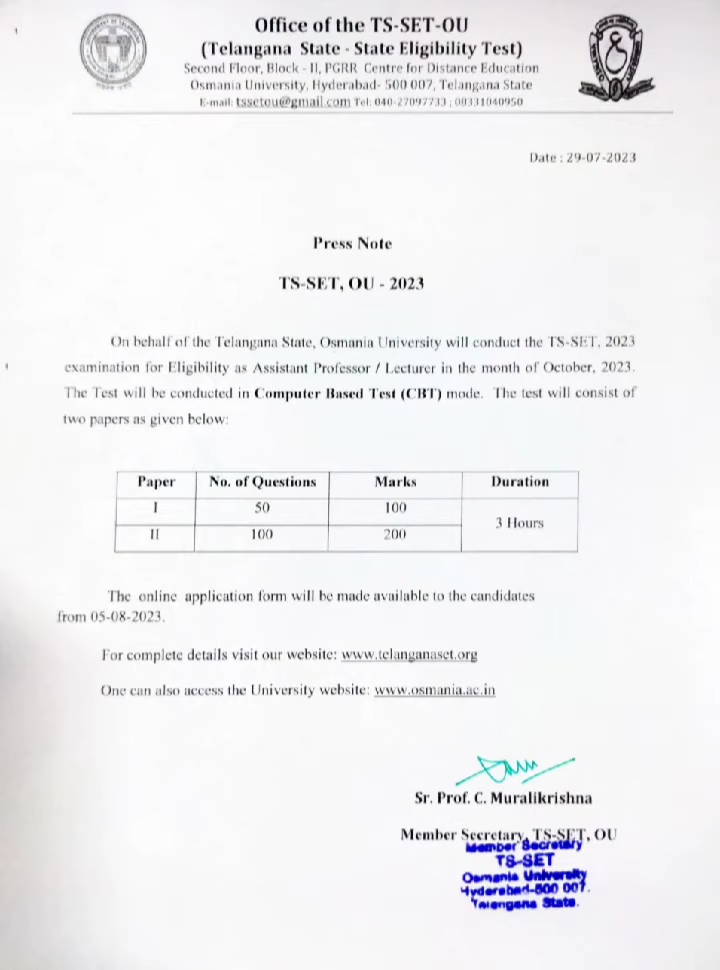 Office of the TS-SET-OU
(Telangana State - State Eligibility Test)
Second Floor, Block - II, PGRR Centre for Distance Education
Osmania University, Hyderabad- 500 007, Telangana State
E-mail: tssetou@gmail.com Tel: 040-27097733 ; 08331040950
Date : 29-07-2023
Press Note
TS-SET, OU - 2023
On behalf of the Telangana State, Osmania University will conduct the TS-SET, 2023
examination for Eligibility as Assistant Professor / Lecturer in the month of October, 2023.
The Test will be conducted in Computer Based Test (CBT) mode. The test will consist of
two papers as given below:
Paper No. of Questions Marks Duration
I 50 100
3 Hours
II 100 200
The online application form will be made available to the candidates
from 05-08-2023.
For complete details visit our website: www.telanganaset.org
One can also access the University website: www.osmania.ac.in
Sr. Prof. C. Muralikrishna
Member Secretary, TS-SET, OU
Member Secretary
TS-SET
Osmania University
Hyderabad-500 007.
Telangana State.